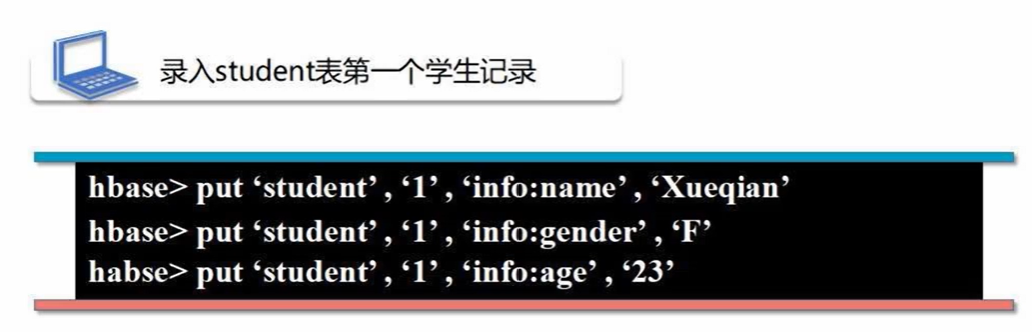 录入student表第一个学生记录
hbase> put ‘student’ , ‘1’ , ‘info:name’ , ‘Xueqian’
hbase> put ‘student’ , ‘1’ , ‘info:gender’ , ‘F’
habse> put ‘student’ , ‘1’ , ‘info:age’ , ‘23’